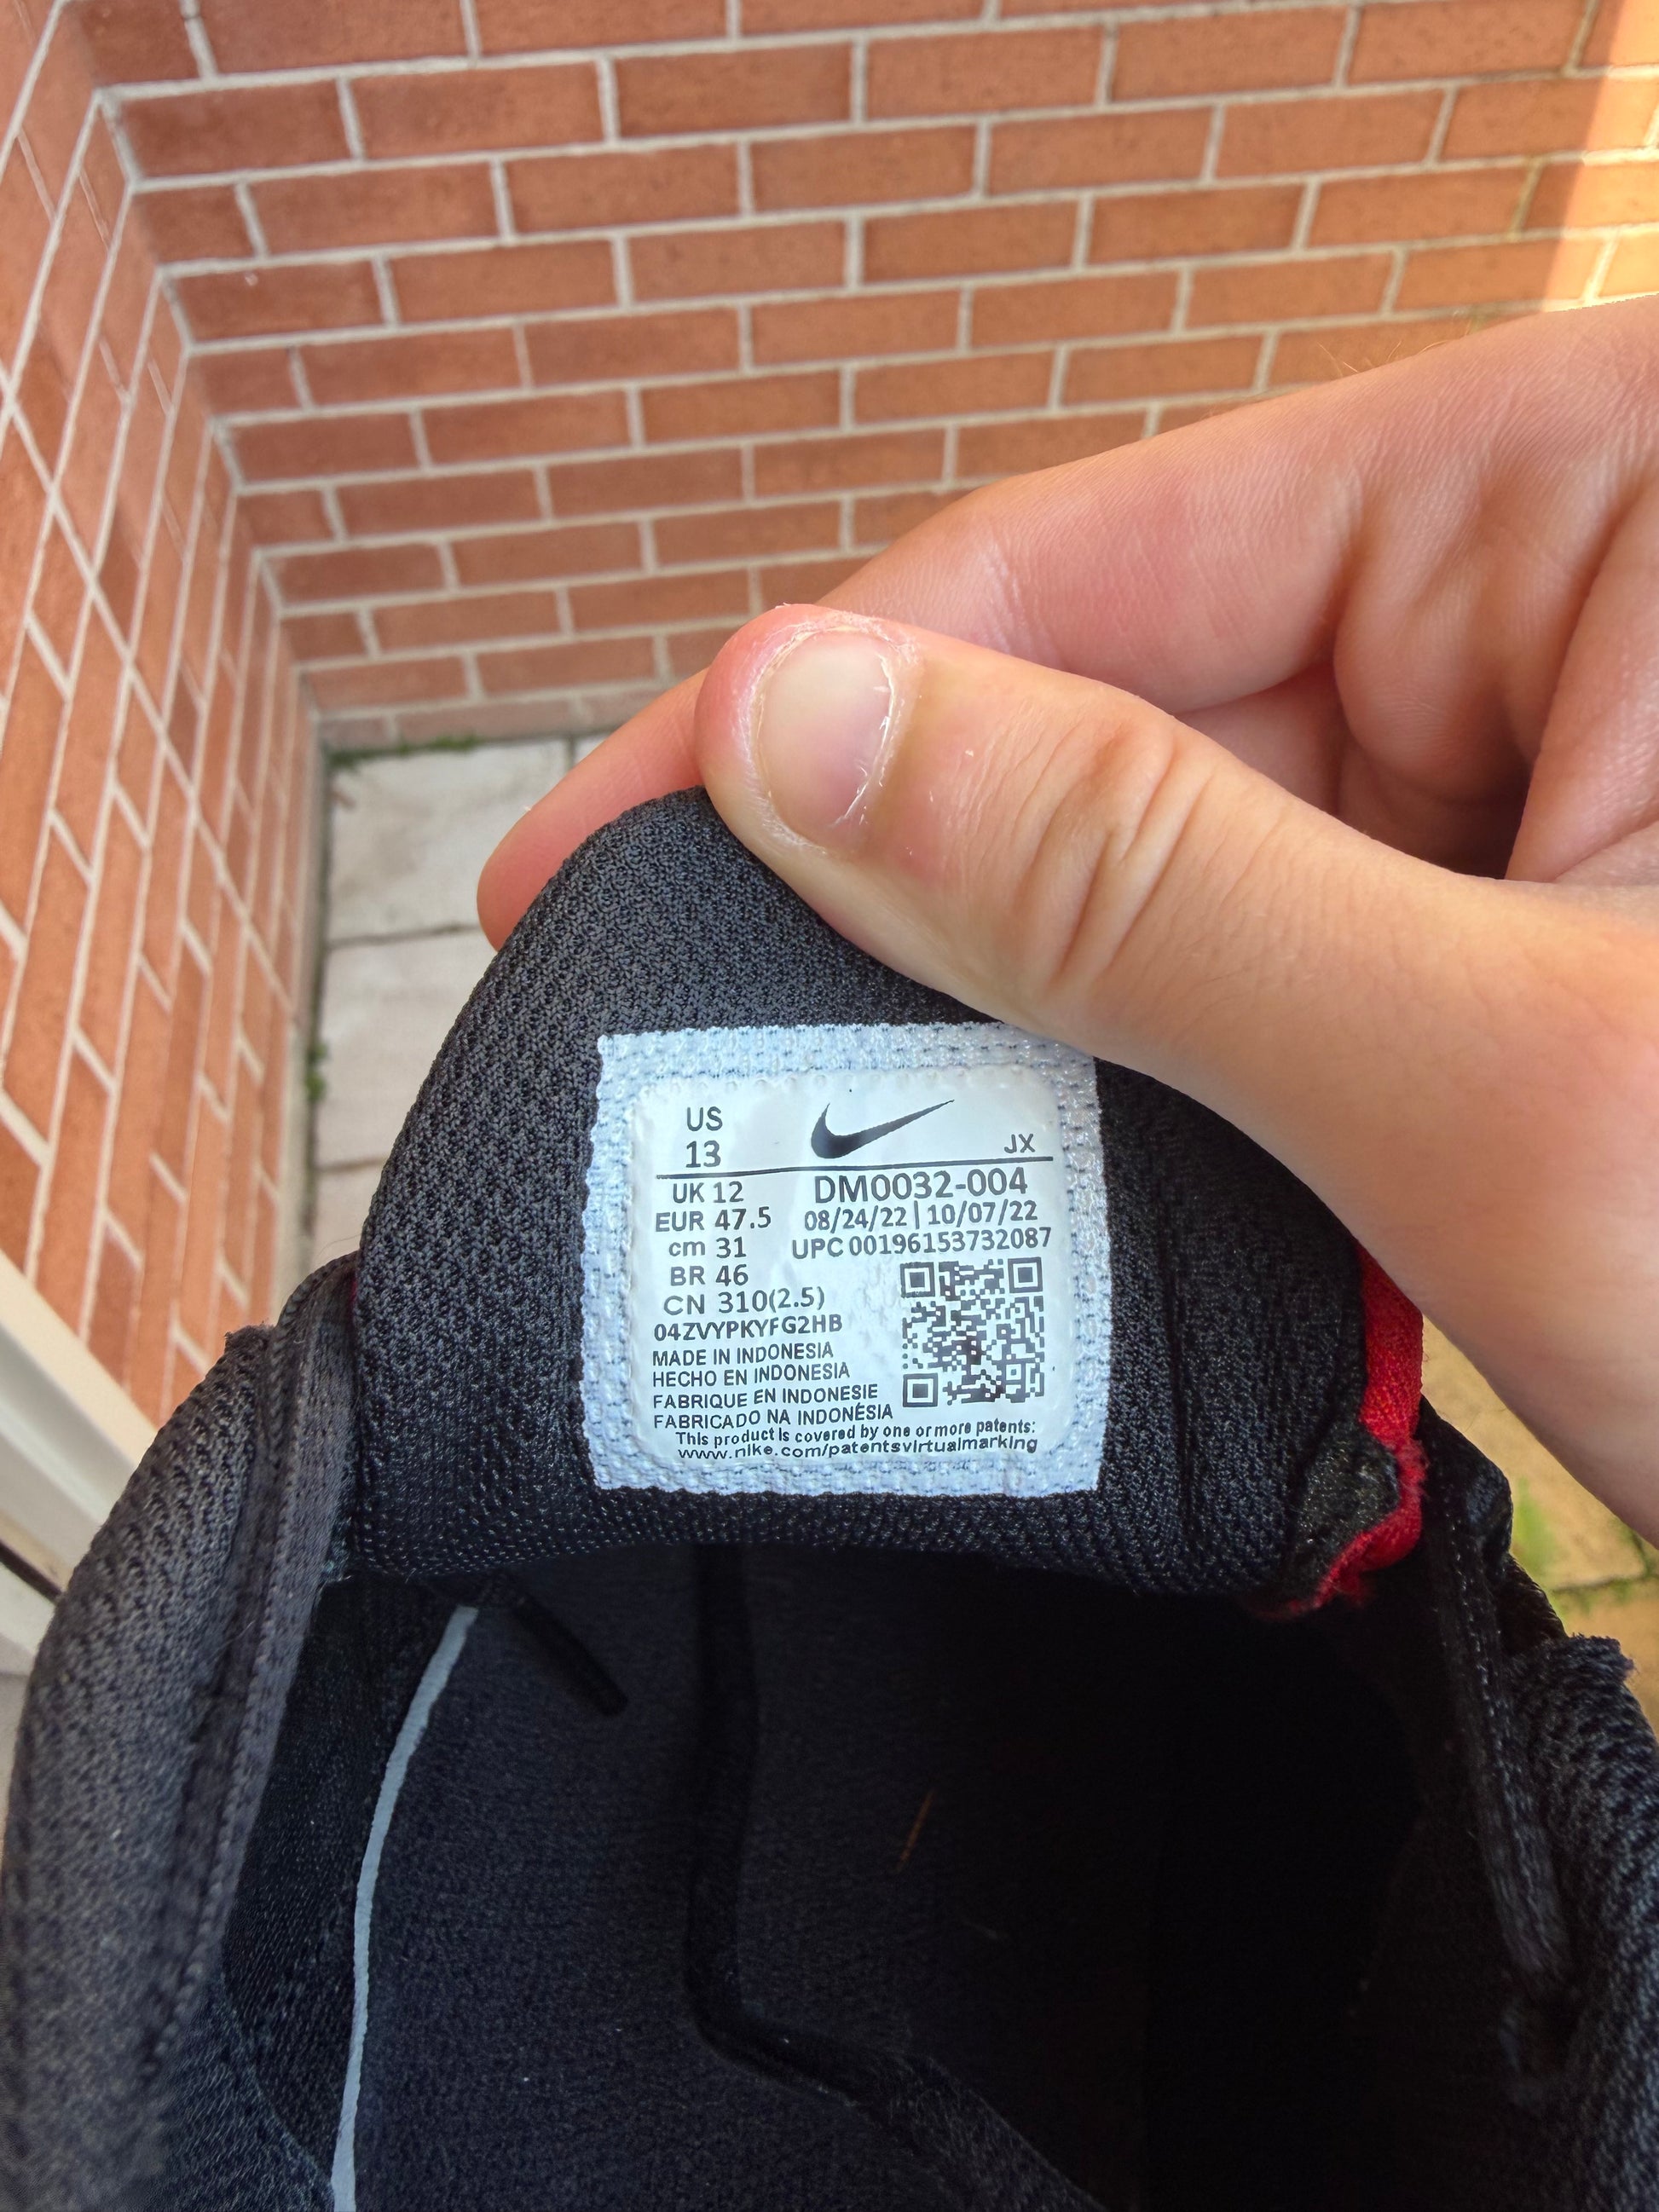 US
13
JX
UK 12
DM0032-004
EUR 47.5
08/24/22 | 10/07/22
cm 31
UPC 00196153732087
BR 46
CN 310(2.5)
04ZVYPKYFG2HB
MADE IN INDONESIA
HECHO EN INDONESIA
FABRIQUE EN INDONESIE
FABRICADO NA INDONÉSIA
This product is covered by one or more patents:
www.nike.com/patentsvirtualmarking